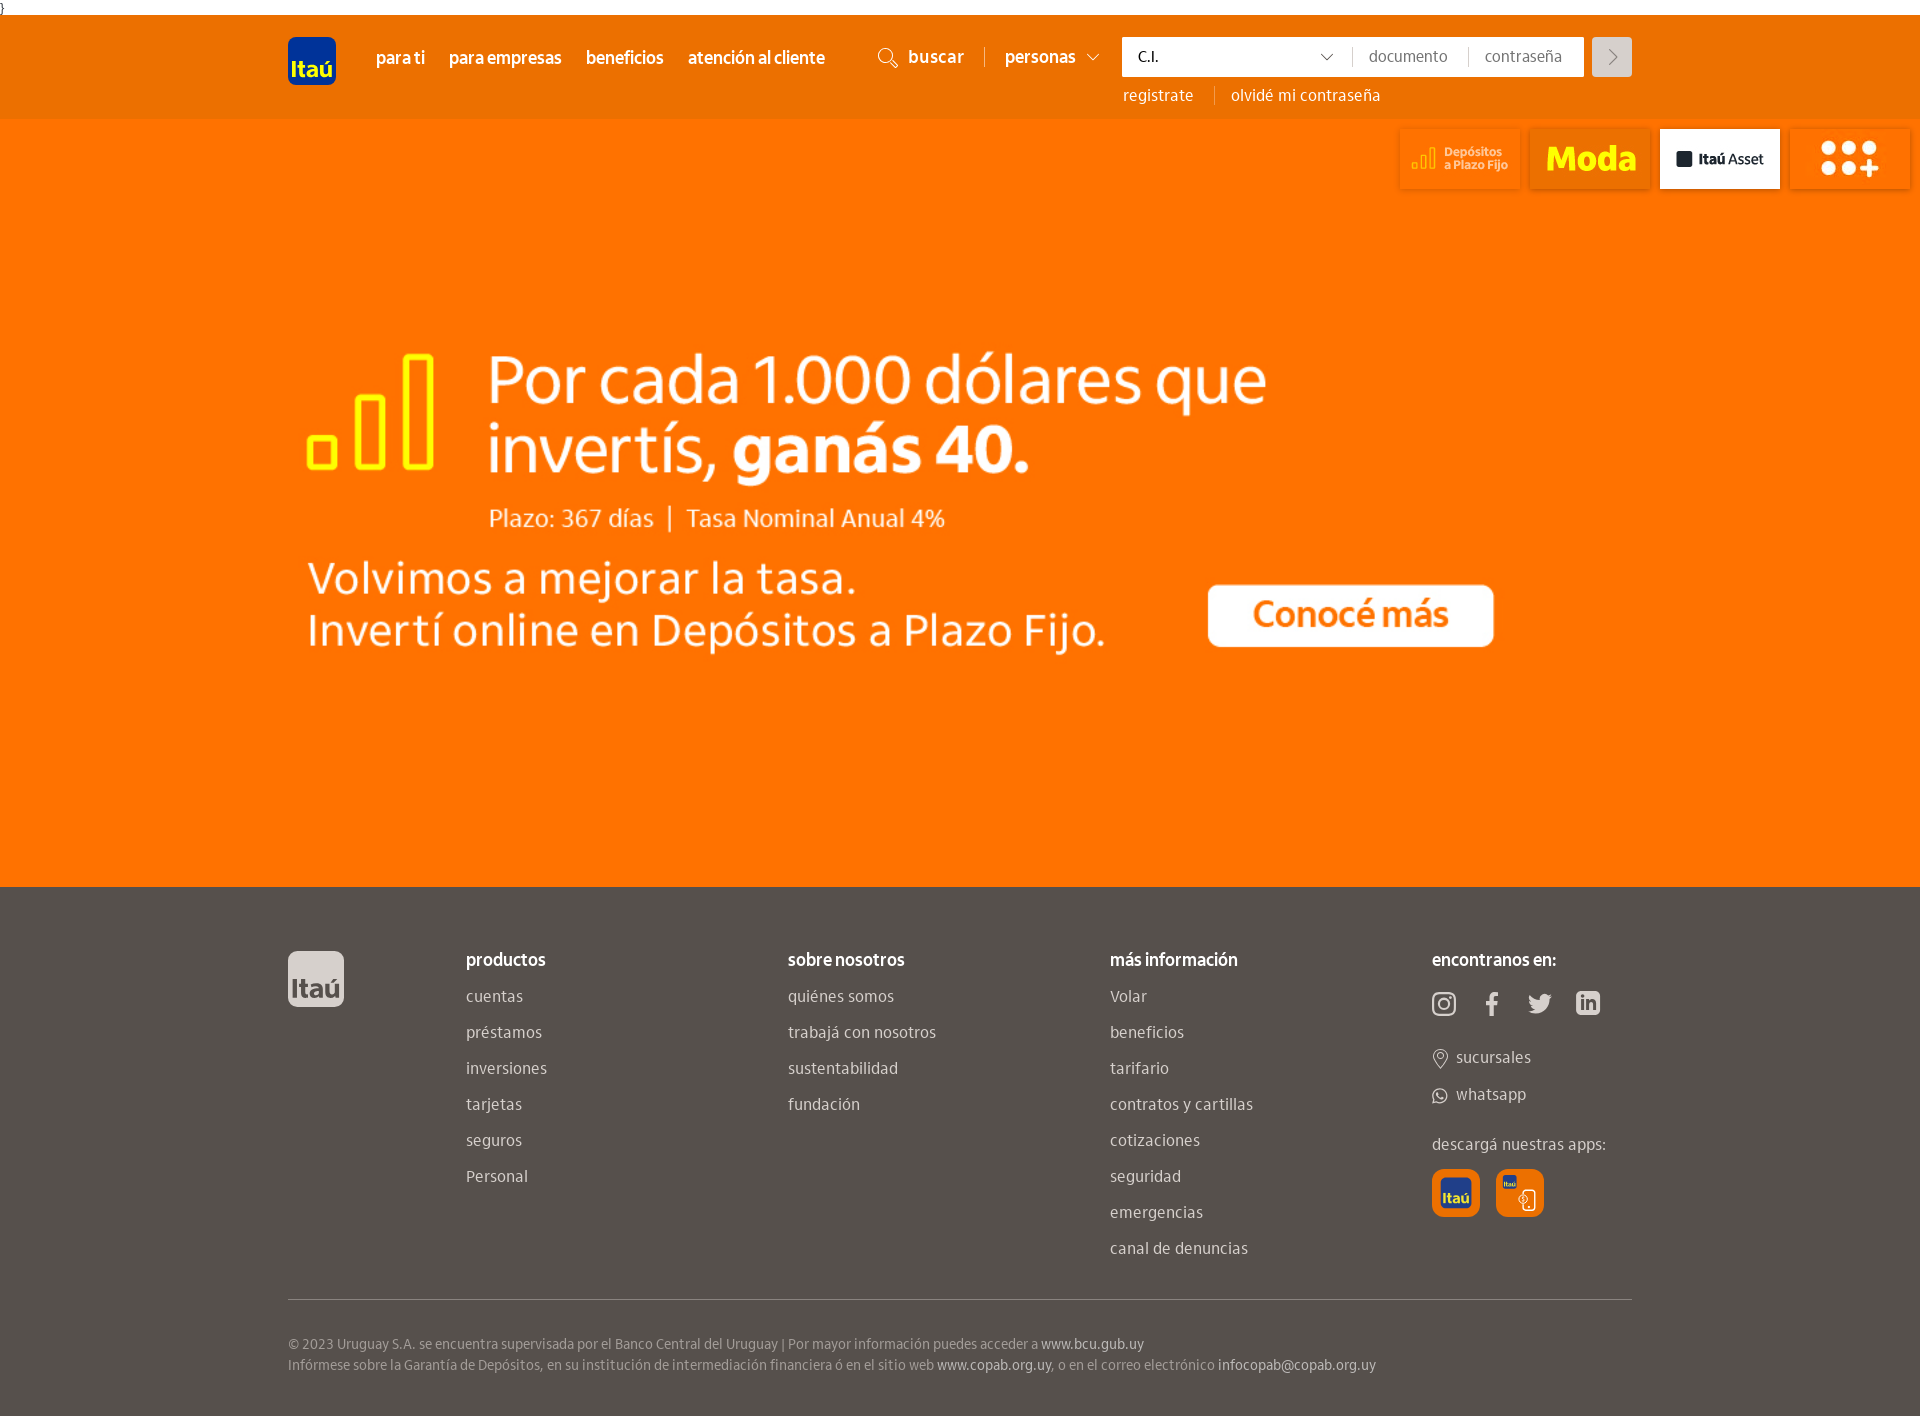 }
Itaú
para ti
para empresas
beneficios
atención al cliente
buscar
personas
C.I.
documento
contraseña
registrate
olvidé mi contraseña
Depósitos
a Plazo Fijo
Moda
Itaú Asset
Por cada 1.000 dólares que
invertís, ganás 40.
Plazo: 367 días | Tasa Nominal Anual 4%
Volvimos a mejorar la tasa.
Invertí online en Depósitos a Plazo Fijo.
Conocé más
Itaú
productos
cuentas
préstamos
inversiones
tarjetas
seguros
Personal
sobre nosotros
quiénes somos
trabajá con nosotros
sustentabilidad
fundación
más información
Volar
beneficios
tarifario
contratos y cartillas
cotizaciones
seguridad
emergencias
canal de denuncias
encontranos en:
in
sucursales
whatsapp
descargá nuestras apps:
Itaú
Itaú
© 2023 Uruguay S.A. se encuentra supervisada por el Banco Central del Uruguay | Por mayor información puedes acceder a www.bcu.gub.uy
Infórmese sobre la Garantía de Depósitos, en su institución de intermediación financiera ó en el sitio web www.copab.org.uy, o en el correo electrónico infocopab@copab.org.uy